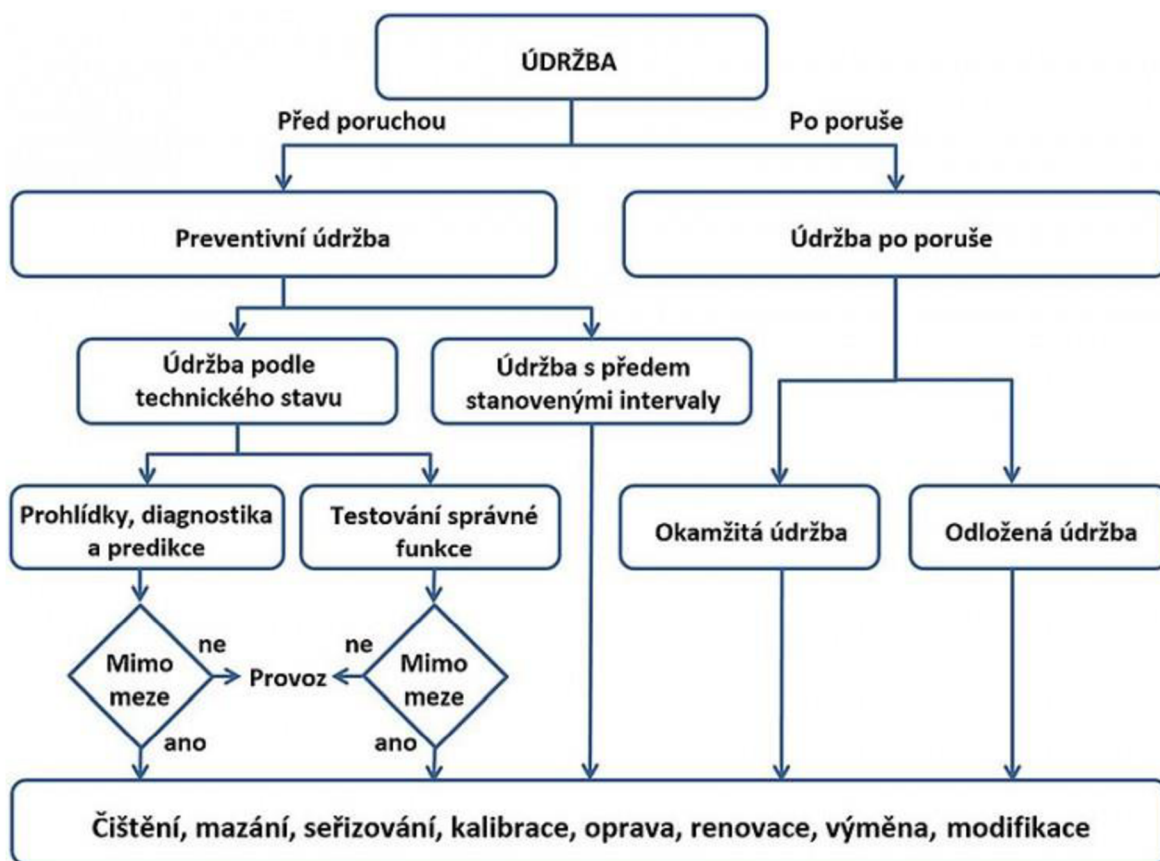 ÚDRŽBA
Před poruchou
Po poruše
Preventivní údržba
Údržba po poruše
Údržba podle
technického stavu
Údržba s předem
stanovenými intervaly
Prohlídky, diagnostika
a predikce
Testování správné
funkce
Okamžitá údržba
Odložená údržba
Mimo
meze
ne
Provoz
ne
Mimo
meze
ano
ano
Čištění, mazání, seřizování, kalibrace, oprava, renovace, výměna, modifikace